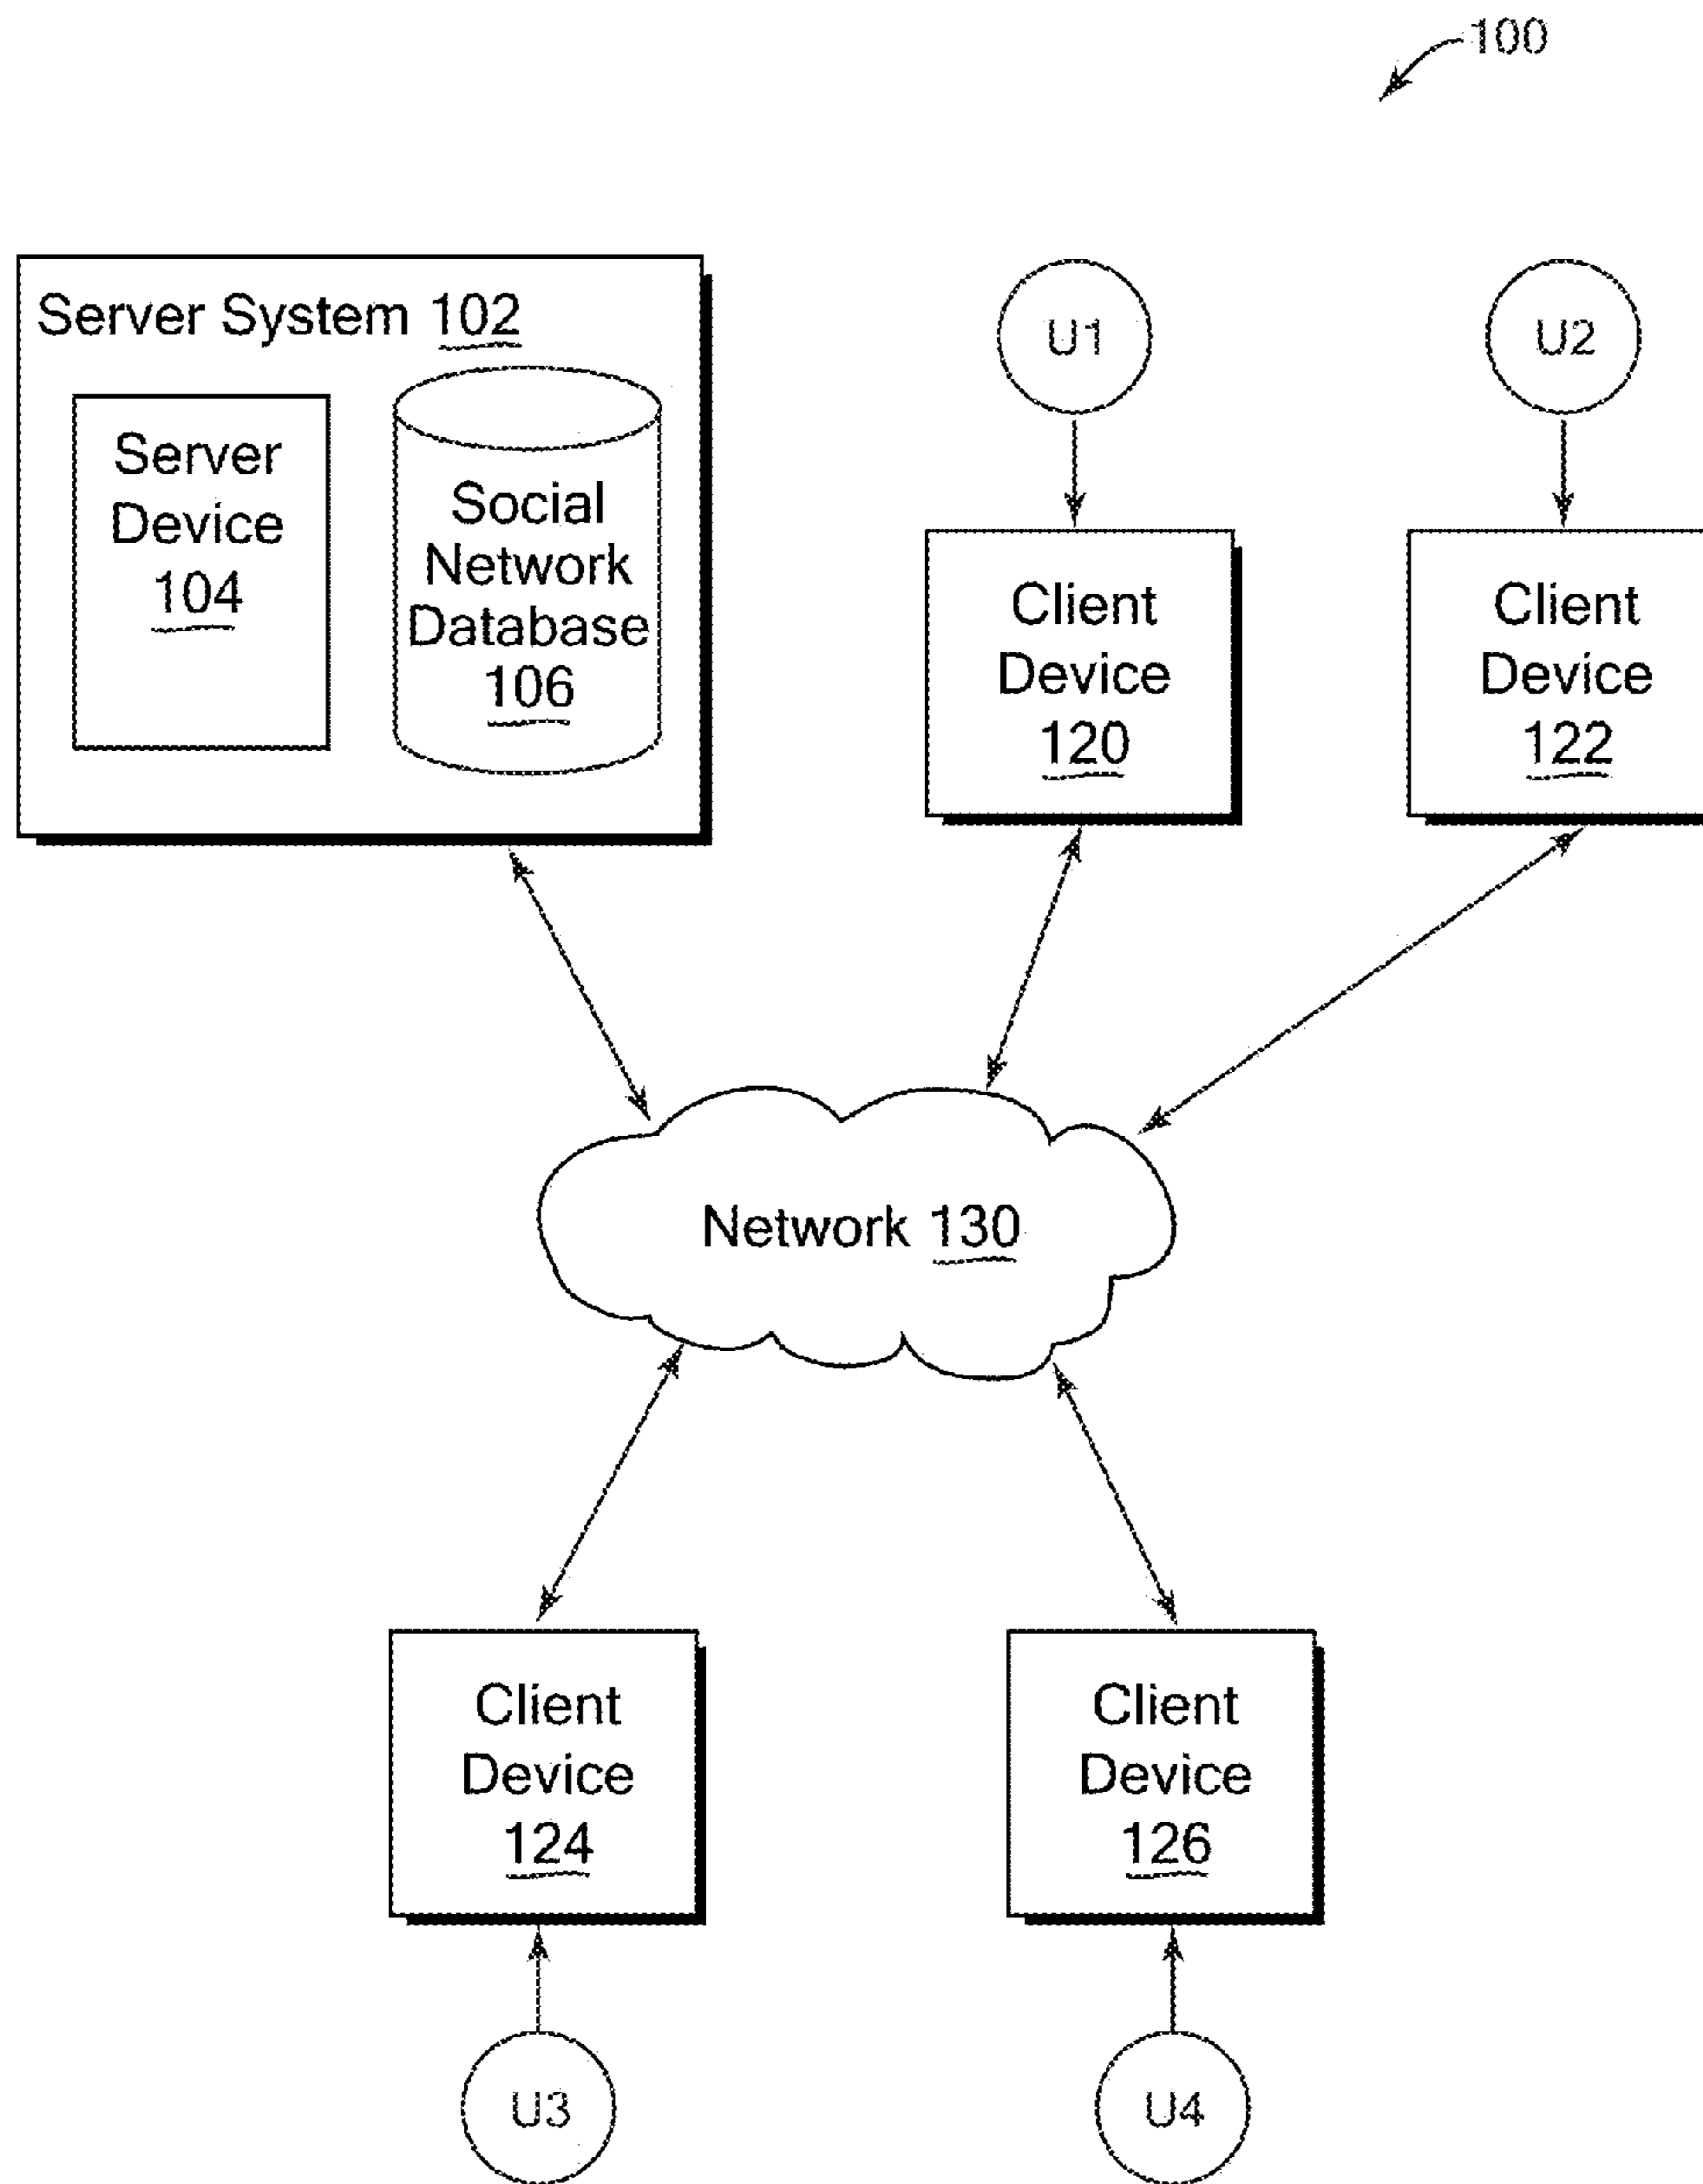 100
Server System 102
Server
Device
104
Social
Network
Database
106
U1
U2
Client
Device
120
Client
Device
122
Network 130
Client
Device
124
Client
Device
126
U3
U4